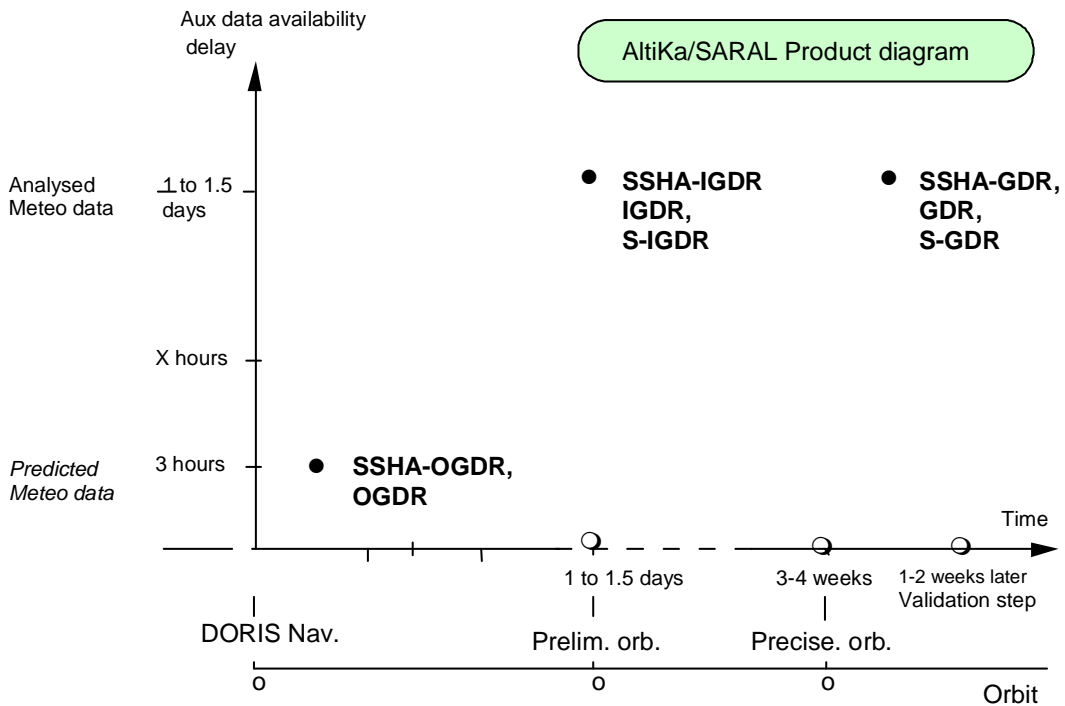 Aux data availability
delay
AltiKa/SARAL Product diagram
Analysed
Meteo data
1 to 1.5
days
SSHA-IGDR
IGDR,
S-IGDR
SSHA-GDR,
GDR,
S-GDR
X hours
Predicted
Meteo data
3 hours
SSHA-OGDR,
OGDR
Time
1 to 1.5 days
3-4 weeks
1-2 weeks later
Validation step
DORIS Nav.
Prelim. orb.
Precise. orb.
Orbit